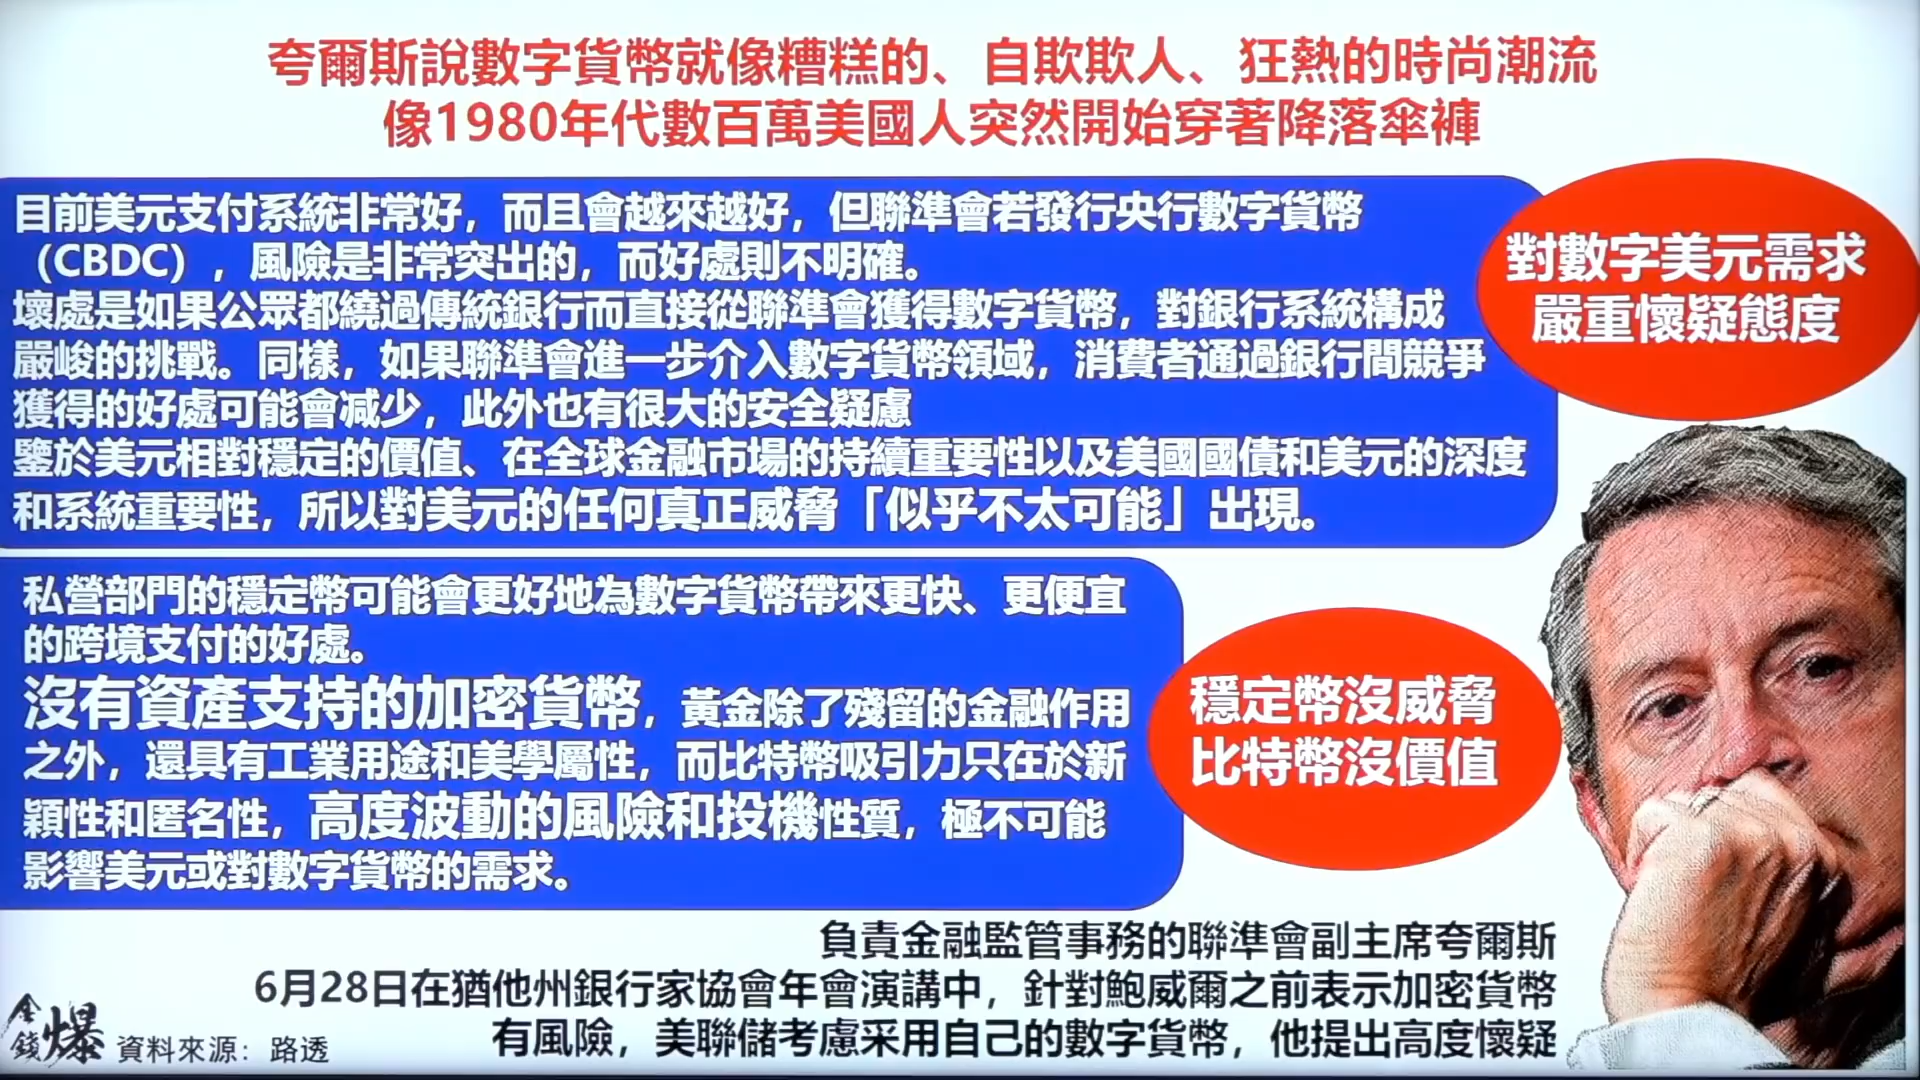 夸爾斯說數字貨幣就像糟糕的、自欺欺人、狂熱的時尚潮流
像1980年代數百萬美國人突然開始穿著降落傘褲
目前美元支付系統非常好，而且會越來越好，但聯準會若發行央行數字貨幣
（CBDC），風險是非常突出的，而好處則不明確。
壞處是如果公眾都繞過傳統銀行而直接從聯準會獲得數字貨幣，對銀行系統構成
嚴峻的挑戰。同樣，如果聯準會進一步介入數字貨幣領域，消費者通過銀行間競爭
獲得的好處可能會減少，此外也有很大的安全疑慮
鑒於美元相對穩定的價值、在全球金融市場的持續重要性以及美國國債和美元的深度
和系統重要性，所以對美元的任何真正威脅「似乎不太可能」出現。
對數字美元需求
嚴重懷疑態度
私營部門的穩定幣可能會更好地為數字貨幣帶來更快、更便宜
的跨境支付的好處。
沒有資產支持的加密貨幣，黃金除了殘留的金融作用
之外，還具有工業用途和美學屬性，而比特幣吸引力只在於新
穎性和匿名性，高度波動的風險和投機性質，極不可能
影響美元或對數字貨幣的需求。
穩定幣沒威脅
比特幣沒價值
負責金融監管事務的聯準會副主席夸爾斯
6月28日在猶他州銀行家協會年會演講中，針對鮑威爾之前表示加密貨幣
有風險，美聯儲考慮采用自己的數字貨幣，他提出高度懷疑
金錢爆
資料來源：路透